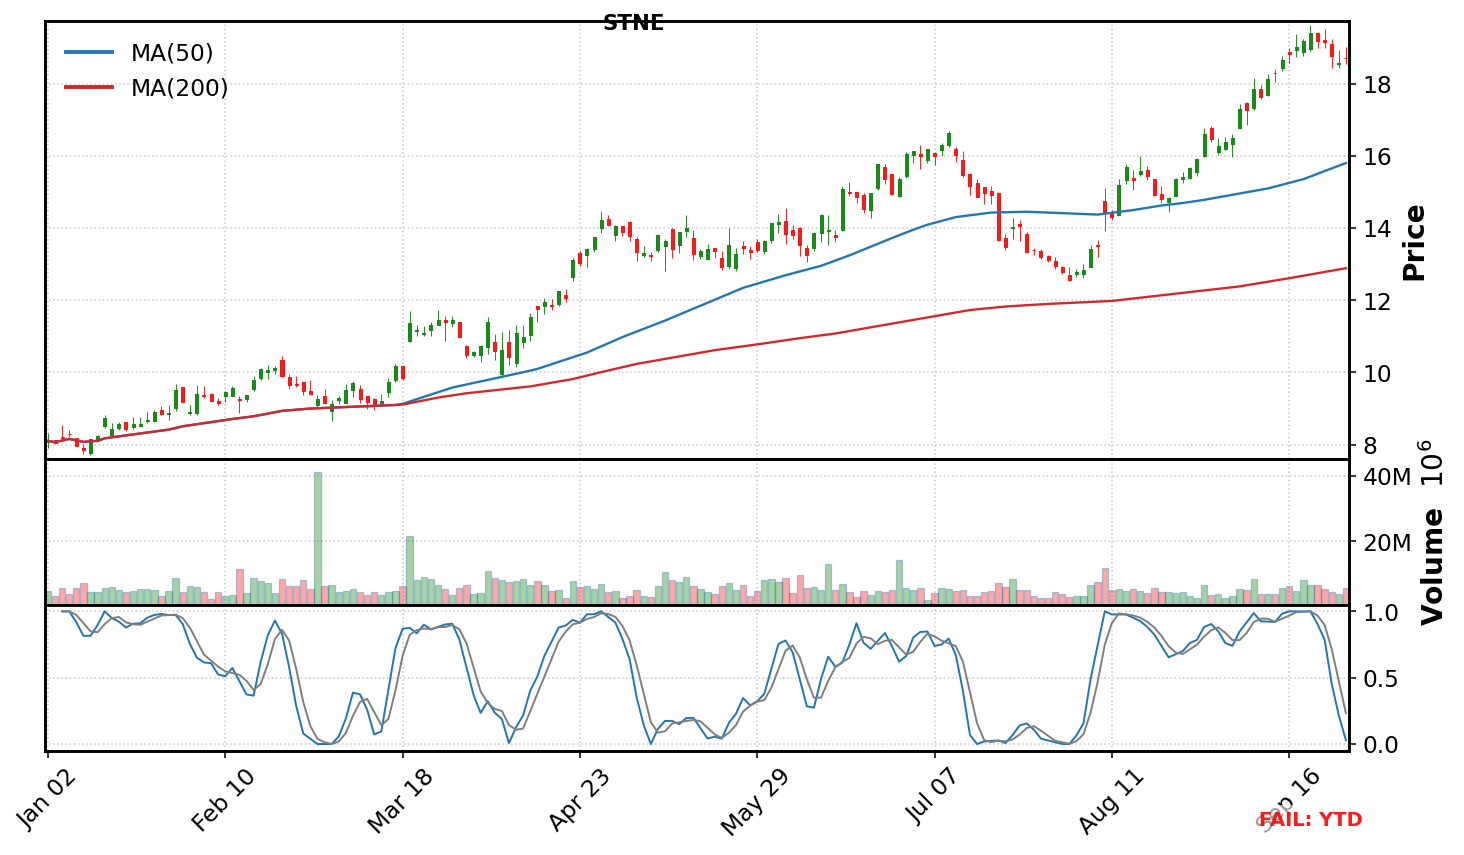 STNE
MA(50)
MA(200)
18
16
14
12
10
8
Price
40M
20M
Volume 10^6
1.0
0.5
0.0
Jan 02
Feb 10
Mar 18
Apr 23
May 29
Jul 07
Aug 11
Sep 16
FAIL: YTD